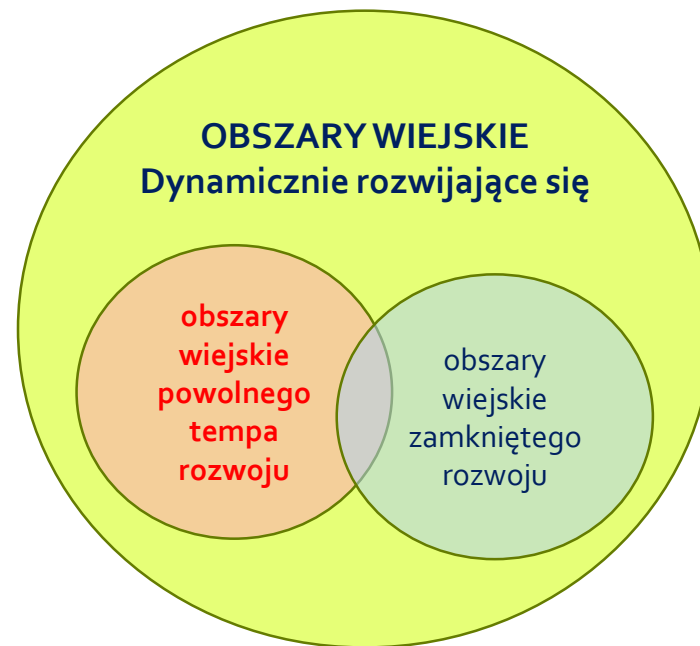 OBSZARY WIEJSKIE
Dynamicznie rozwijające się
obszary
wiejskie
powolnego
tempa
rozwoju
obszary
wiejskie
zamkniętego
rozwoju